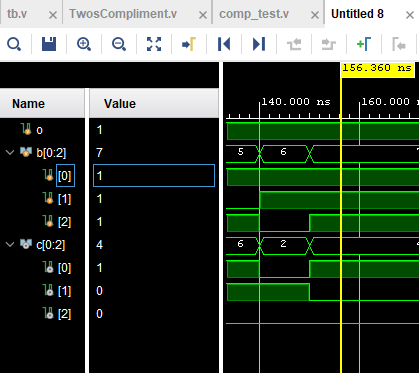 tb.v × TwosCompliment.v × comp_test.v × Untitled 8
156.360 ns
Name Value 140.000 ns 160.000 ns
o 1
b[0:2] 7 5 6 7
[0] 1
[1] 1
[2] 1
c[0:2] 4 6 2 4
[0] 1
[1] 0
[2] 0